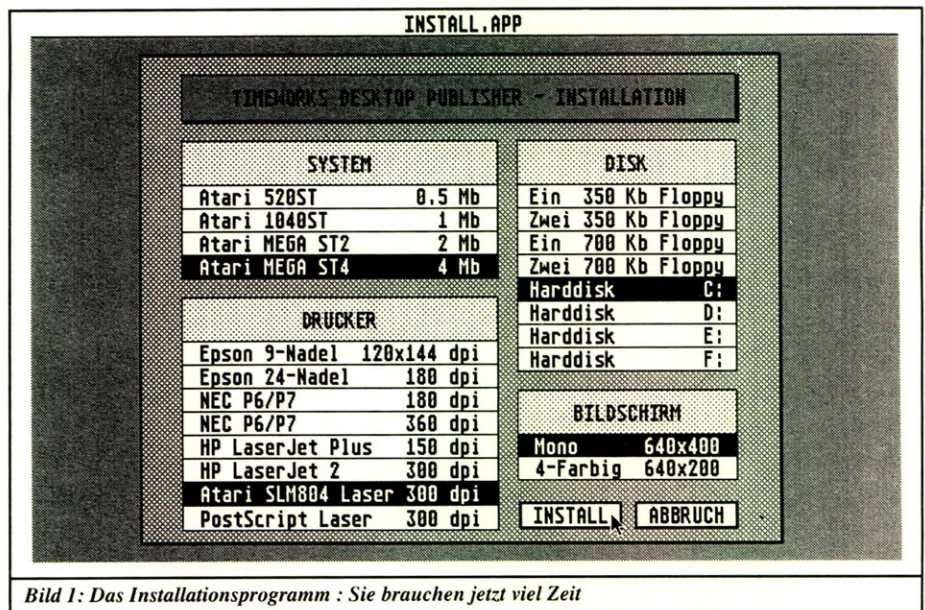 INSTALL.APP
TIMEWORKS DESKTOP PUBLISHER - INSTALLATION
SYSTEM
Atari 520ST 0.5 Mb
Atari 1040ST 1 Mb
Atari MEGA ST2 2 Mb
Atari MEGA ST4 4 Mb
DRUCKER
Epson 9-Nadel 120x144 dpi
Epson 24-Nadel 180 dpi
NEC P6/P7 180 dpi
NEC P6/P7 360 dpi
HP LaserJet Plus 150 dpi
HP LaserJet 2 300 dpi
Atari SLM804 Laser 300 dpi
PostScript Laser 300 dpi
DISK
Ein 350 Kb Floppy
Zwei 350 Kb Floppy
Ein 700 Kb Floppy
Zwei 700 Kb Floppy
Harddisk C:
Harddisk D:
Harddisk E:
Harddisk F:
BILDSCHIRM
Mono 640x400
4-Farbig 640x200
INSTALL ABBRUCH
Bild 1: Das Installationsprogramm : Sie brauchen jetzt viel Zeit